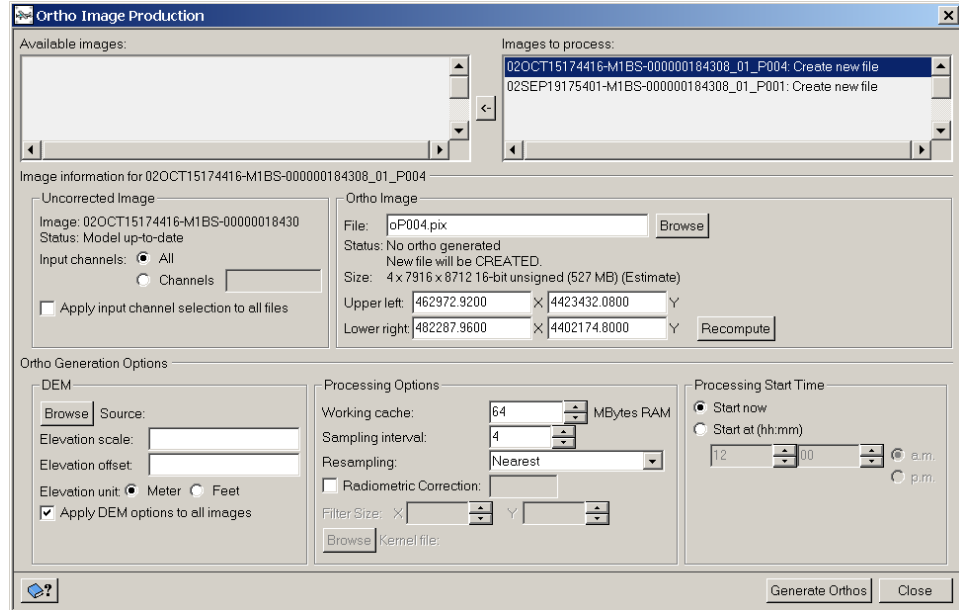 Ortho Image Production
Available images:
Images to process:
02OCT15174416-M1BS-000000184308_01_P004: Create new file
02SEP19175401-M1BS-000000184308_01_P001: Create new file
<-
Image information for 02OCT15174416-M1BS-000000184308_01_P004
Uncorrected Image
Image: 02OCT15174416-M1BS-00000018430
Status: Model up-to-date
Input channels: All
Channels
Apply input channel selection to all files
Ortho Image
File: oP004.pix Browse
Status: No ortho generated
New file will be CREATED.
Size: 4 x 7916 x 8712 16-bit unsigned (527 MB) (Estimate)
Upper left: 462972.9200 X 4423432.0800 Y
Lower right: 482287.9600 X 4402174.8000 Y Recompute
Ortho Generation Options
DEM
Browse Source:
Elevation scale:
Elevation offset:
Elevation unit: Meter Feet
Apply DEM options to all images
Processing Options
Working cache: 64 MBytes RAM
Sampling interval: 4
Resampling: Nearest
Radiometric Correction:
Filter Size: X Y
Browse Kernel file:
Processing Start Time
Start now
Start at (hh:mm)
12 :00 a.m.
p.m.
?
Generate Orthos Close